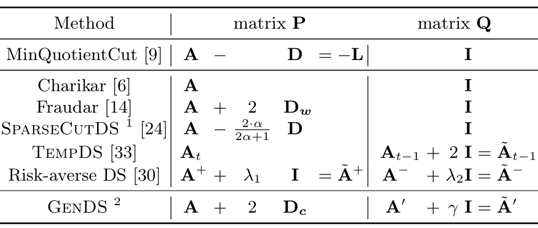 Method matrix P matrix Q
MinQuotientCut [9] A − D = −L I
Charikar [6] A I
Fraudar [14] A + 2 D_w I
SparseCutDS ¹ [24] A − 2·α/2α+1 D I
TempDS [33] A_t A_{t−1} + 2 I = Ã_{t−1}
Risk-averse DS [30] A⁺ + λ₁ I = Ã⁺ A⁻ + λ₂I = Ã⁻
GenDS ² A + 2 D_c A′ + γ I = Ã′